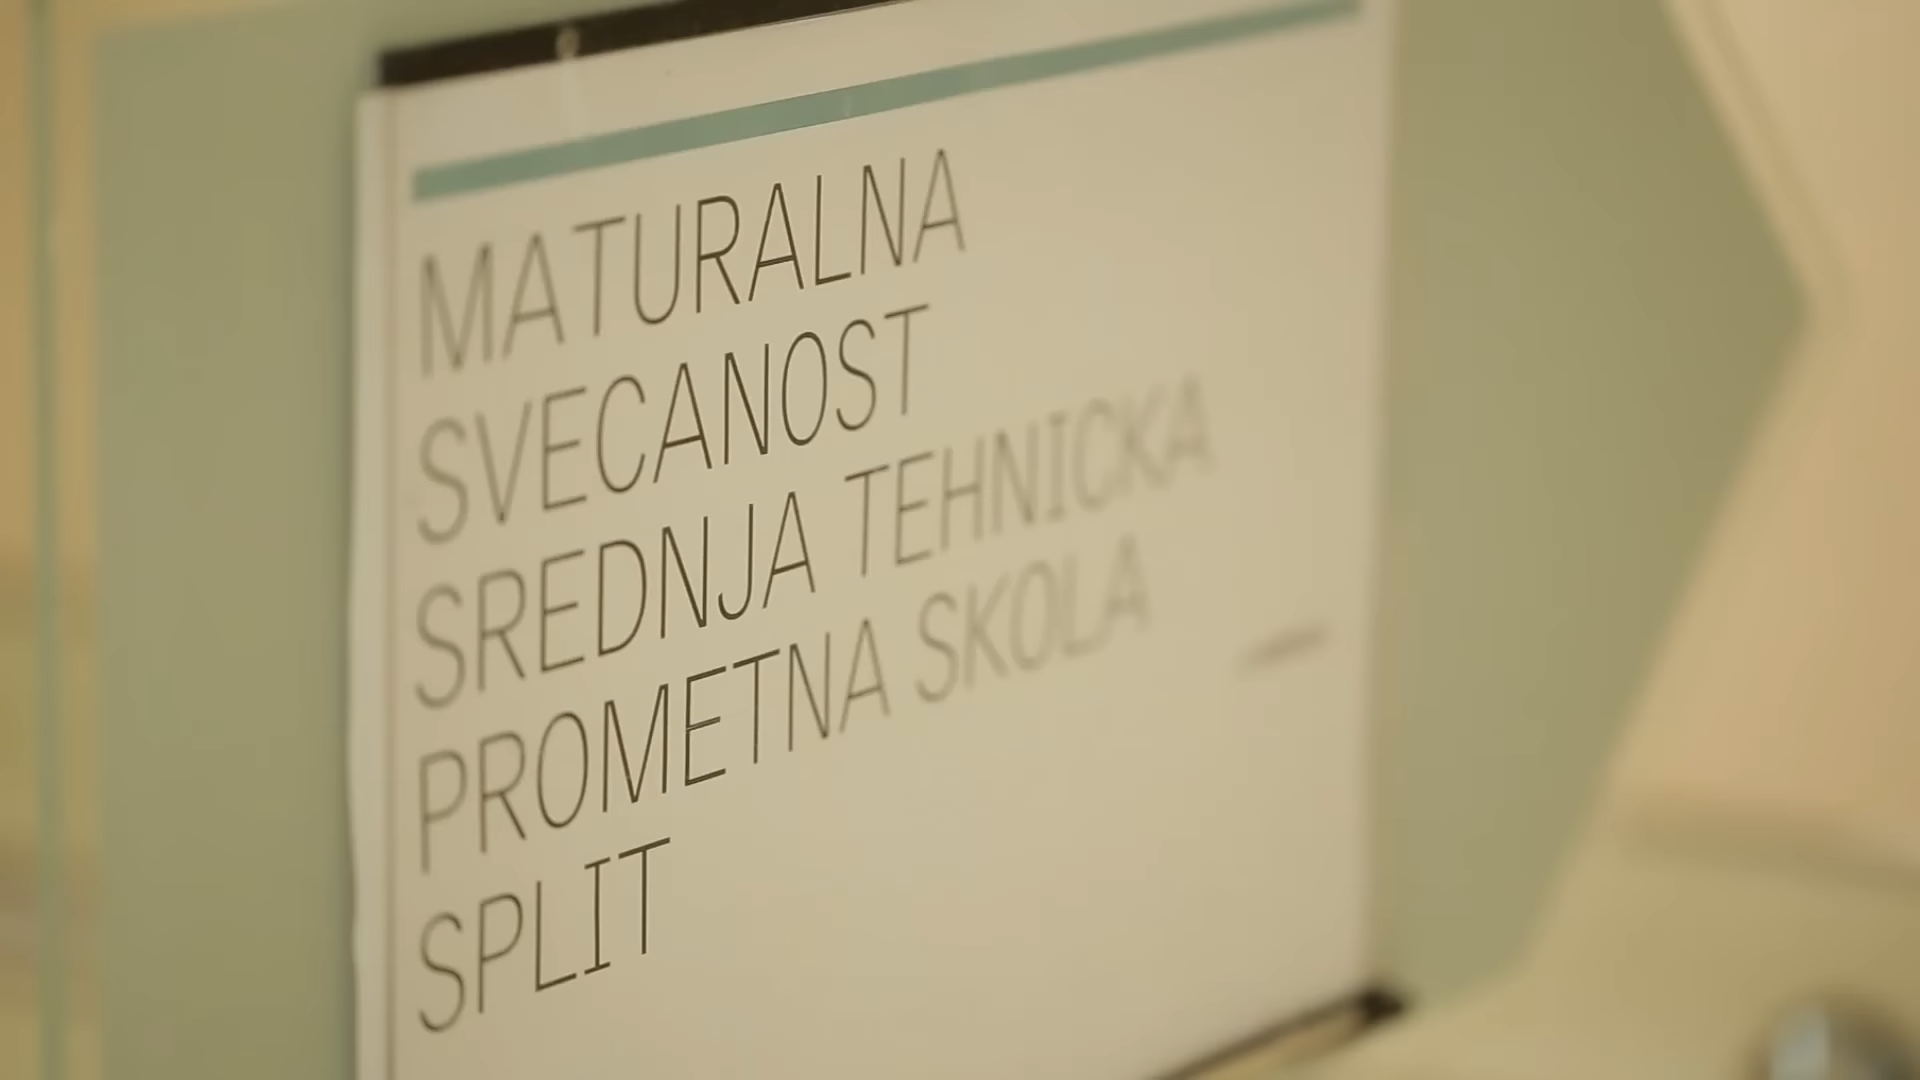 MATURALNA
SVECANOST
SREDNJA TEHNICKA
PROMETNA SKOLA
SPLIT